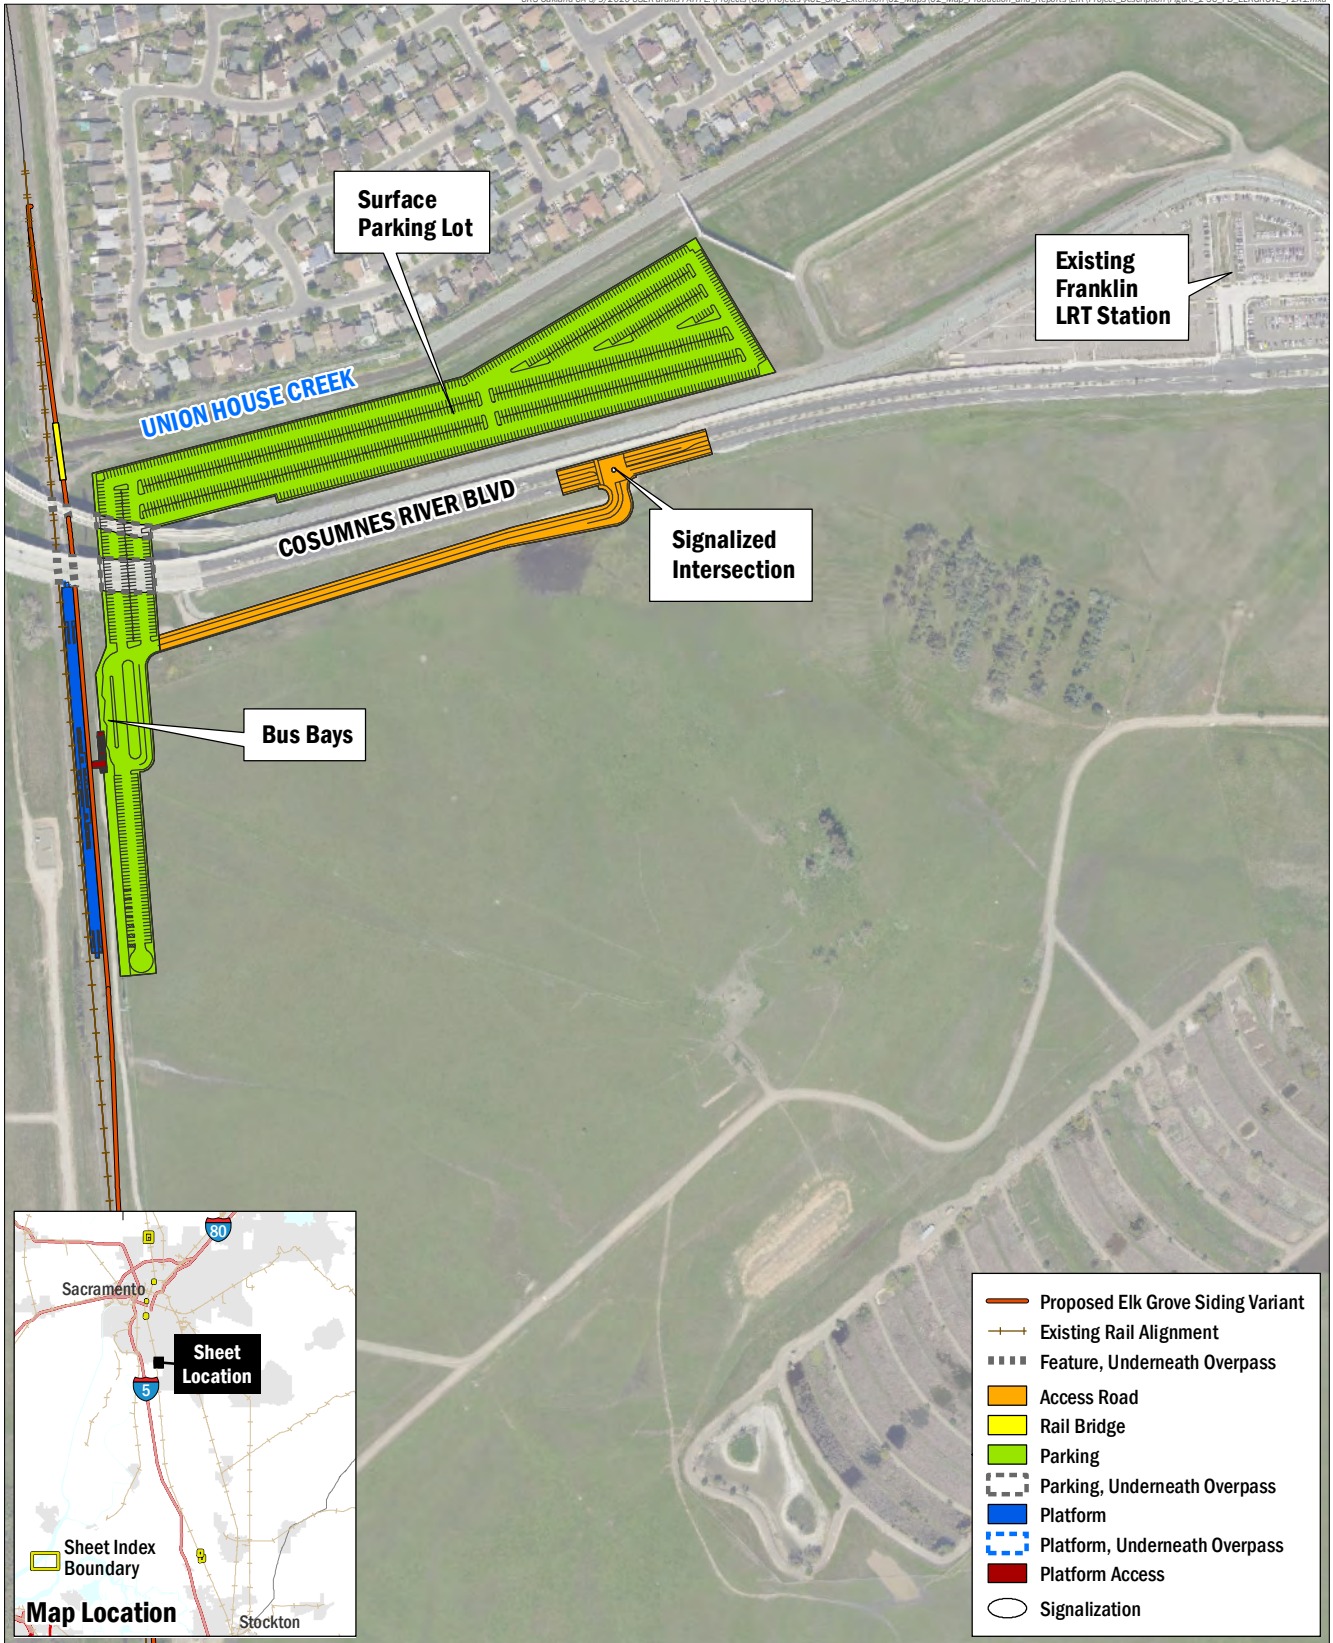 Surface
Parking Lot
Existing
Franklin
LRT Station
UNION HOUSE CREEK
COSUMNES RIVER BLVD
Signalized
Intersection
Bus Bays
80
Sacramento
Sheet
Location
5
Sheet Index
Boundary
Map Location
Stockton
Proposed Elk Grove Siding Variant
Existing Rail Alignment
Feature, Underneath Overpass
Access Road
Rail Bridge
Parking
Parking, Underneath Overpass
Platform
Platform, Underneath Overpass
Platform Access
Signalization